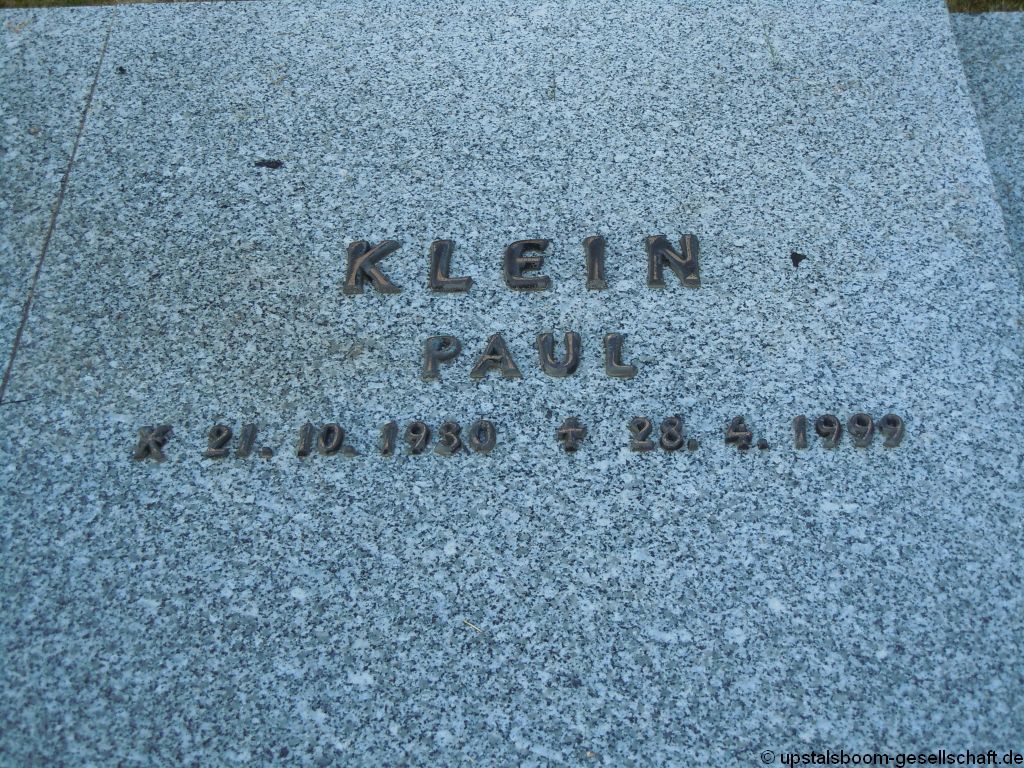 KLEIN
PAUL
* 21. 10. 1930 † 28. 4. 1999
© upstalsboom-gesellschaft.de